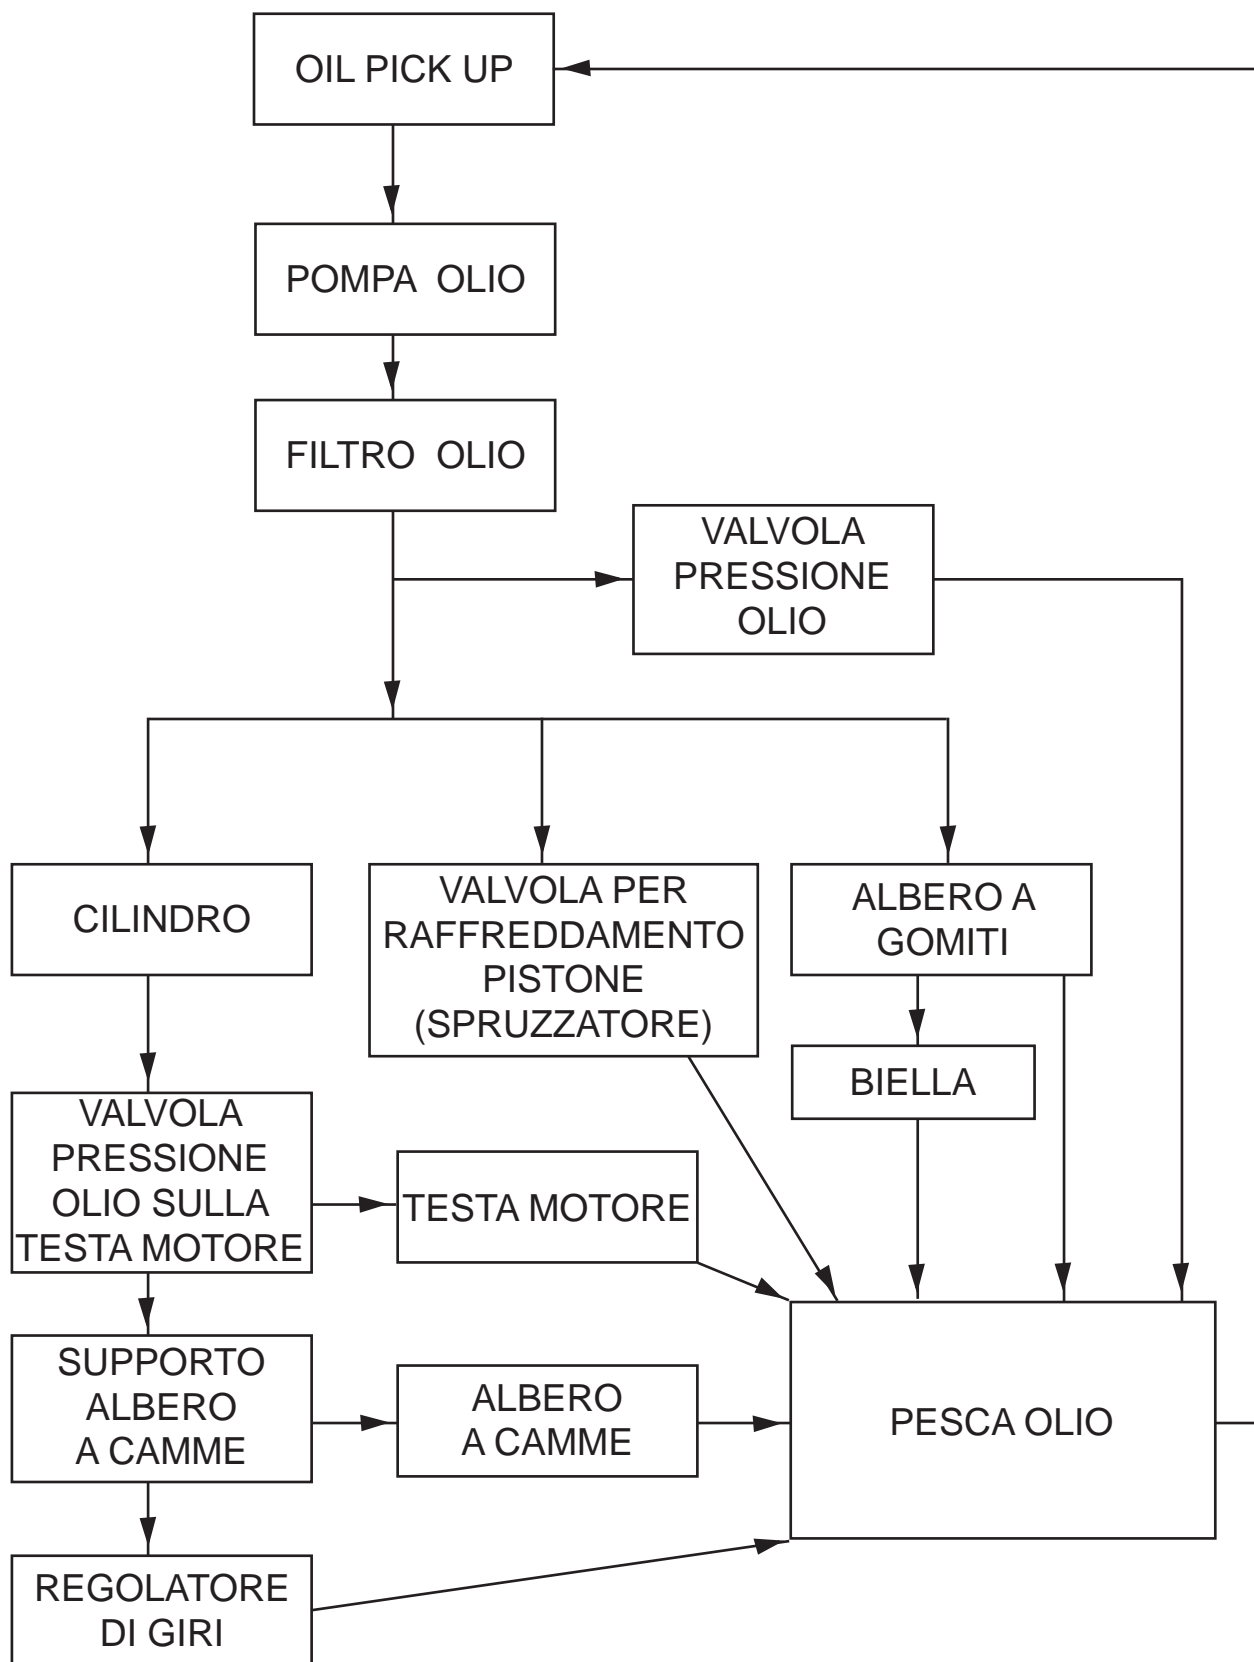 OIL PICK UP
POMPA OLIO
FILTRO OLIO
VALVOLA
PRESSIONE
OLIO
CILINDRO
VALVOLA PER
RAFFREDDAMENTO
PISTONE
(SPRUZZATORE)
ALBERO A
GOMITI
BIELLA
VALVOLA
PRESSIONE
OLIO SULLA
TESTA MOTORE
TESTA MOTORE
SUPPORTO
ALBERO
A CAMME
ALBERO
A CAMME
PESCA OLIO
REGOLATORE
DI GIRI